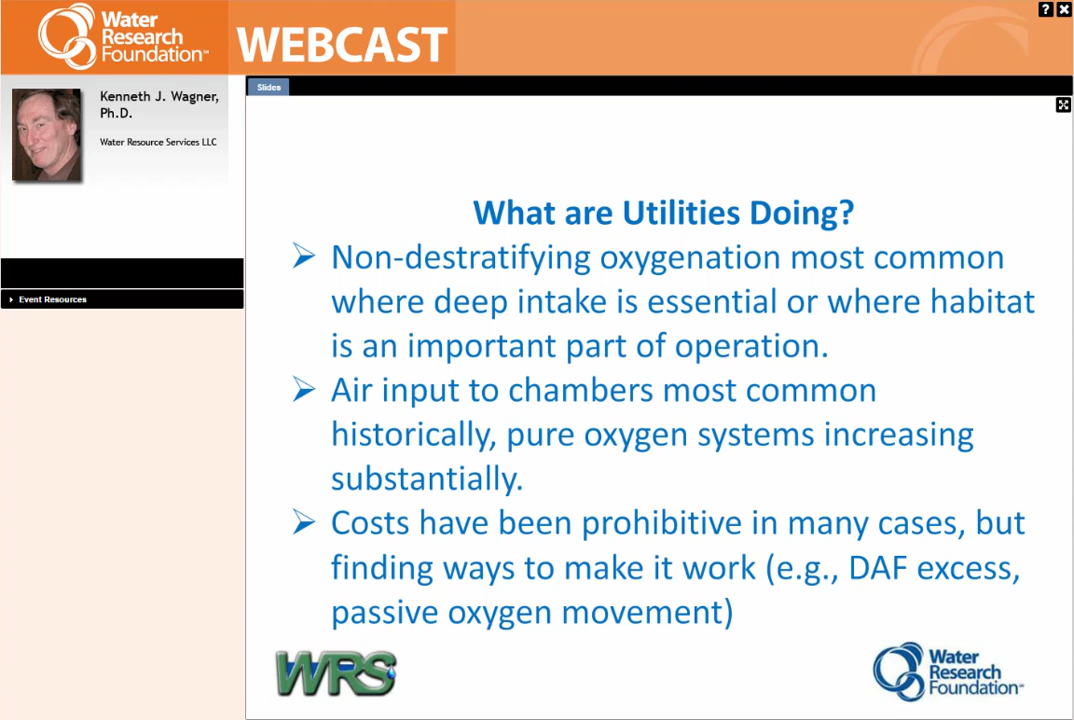 Water
Research
Foundation℠
WEBCAST
? ✖
Kenneth J. Wagner,
Ph.D.
Water Resource Services LLC
Event Resources
Slides
What are Utilities Doing?
➢ Non-destratifying oxygenation most common
where deep intake is essential or where habitat
is an important part of operation.
➢ Air input to chambers most common
historically, pure oxygen systems increasing
substantially.
➢ Costs have been prohibitive in many cases, but
finding ways to make it work (e.g., DAF excess,
passive oxygen movement)
WRS
Water
Research
Foundation℠